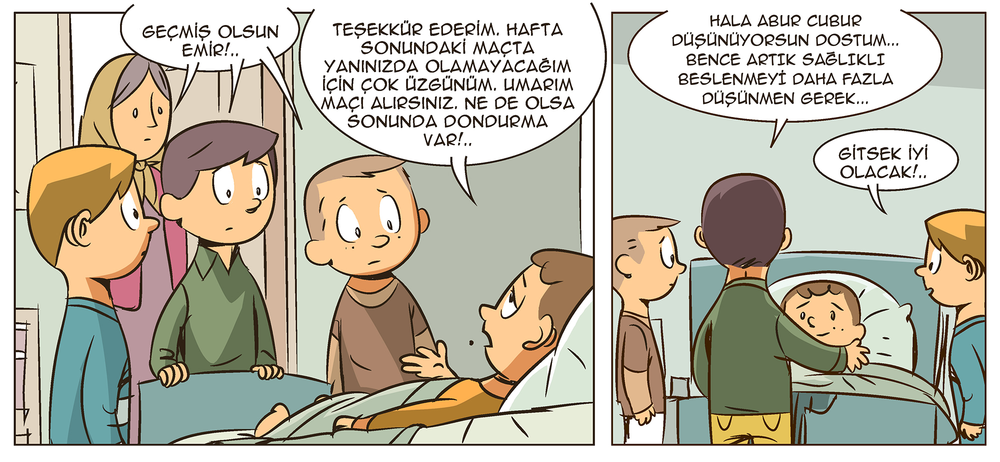 GEÇMİŞ OLSUN
EMİR!..
TEŞEKKÜR EDERİM. HAFTA
SONUNDAKİ MAÇTA
YANINIZDA OLAMAYACAĞIM
İÇİN ÇOK ÜZGÜNÜM. UMARIM
MAÇI ALIRSINIZ. NE DE OLSA
SONUNDA DONDURMA
VAR!..
HALA ABUR CUBUR
DÜŞÜNÜYORSUN DOSTUM...
BENCE ARTIK SAĞLIKLI
BESLENMEYİ DAHA FAZLA
DÜŞÜNMEN GEREK...
GİTSEK İYİ
OLACAK!..